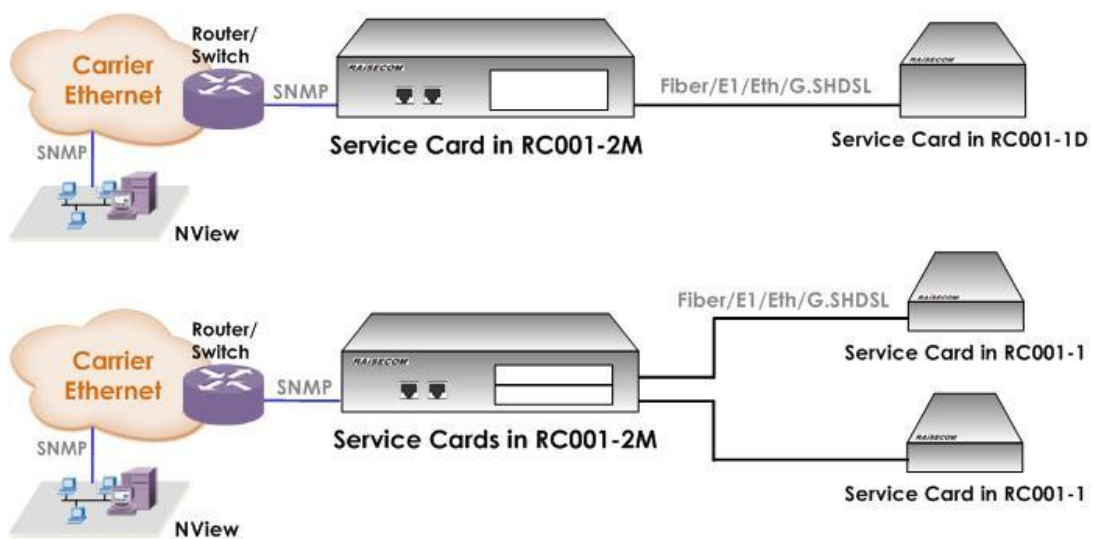 Router/
Switch
Carrier
Ethernet
SNMP
RAISECOM
Fiber/E1/Eth/G.SHDSL
RAISECOM
Service Card in RC001-2M
Service Card in RC001-1D
SNMP
NView
Router/
Switch
Carrier
Ethernet
SNMP
RAISECOM
Fiber/E1/Eth/G.SHDSL
RAISECOM
Service Card in RC001-1
Service Cards in RC001-2M
SNMP
RAISECOM
Service Card in RC001-1
NView